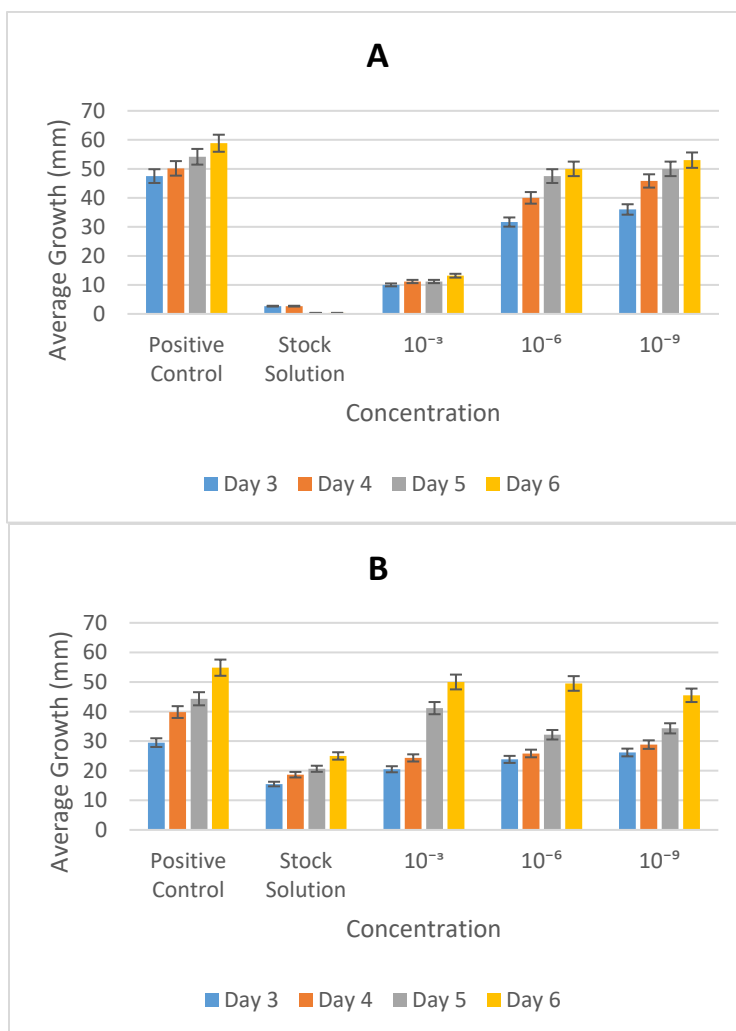 A
70
60
50
40
30
20
10
0
Average Growth (mm)
Positive Control
Stock Solution
10⁻³
10⁻⁶
10⁻⁹
Concentration
Day 3 Day 4 Day 5 Day 6
B
70
60
50
40
30
20
10
0
Average Growth (mm)
Positive Control
Stock Solution
10⁻³
10⁻⁶
10⁻⁹
Concentration
Day 3 Day 4 Day 5 Day 6